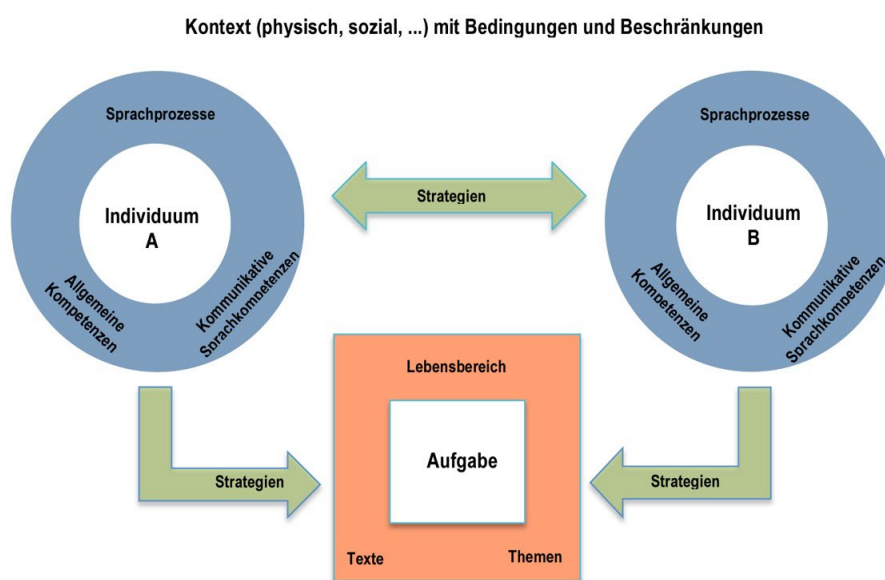 Kontext (physisch, sozial, ...) mit Bedingungen und Beschränkungen
Sprachprozesse
Individuum
A
Allgemeine
Kompetenzen
Kommunikative
Sprachkompetenzen
Strategien
Sprachprozesse
Individuum
B
Allgemeine
Kompetenzen
Kommunikative
Sprachkompetenzen
Lebensbereich
Aufgabe
Strategien
Strategien
Texte
Themen